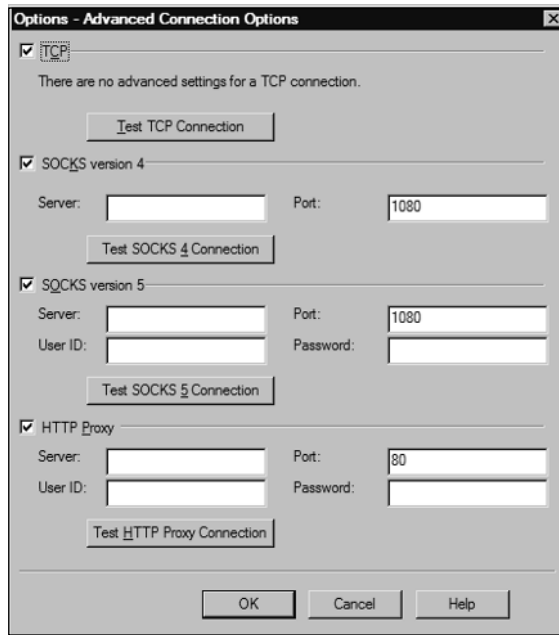 Options - Advanced Connection Options
TCP
There are no advanced settings for a TCP connection.
Test TCP Connection
SOCKS version 4
Server: Port: 1080
Test SOCKS 4 Connection
SOCKS version 5
Server: Port: 1080
User ID: Password:
Test SOCKS 5 Connection
HTTP Proxy
Server: Port: 80
User ID: Password:
Test HTTP Proxy Connection
OK Cancel Help